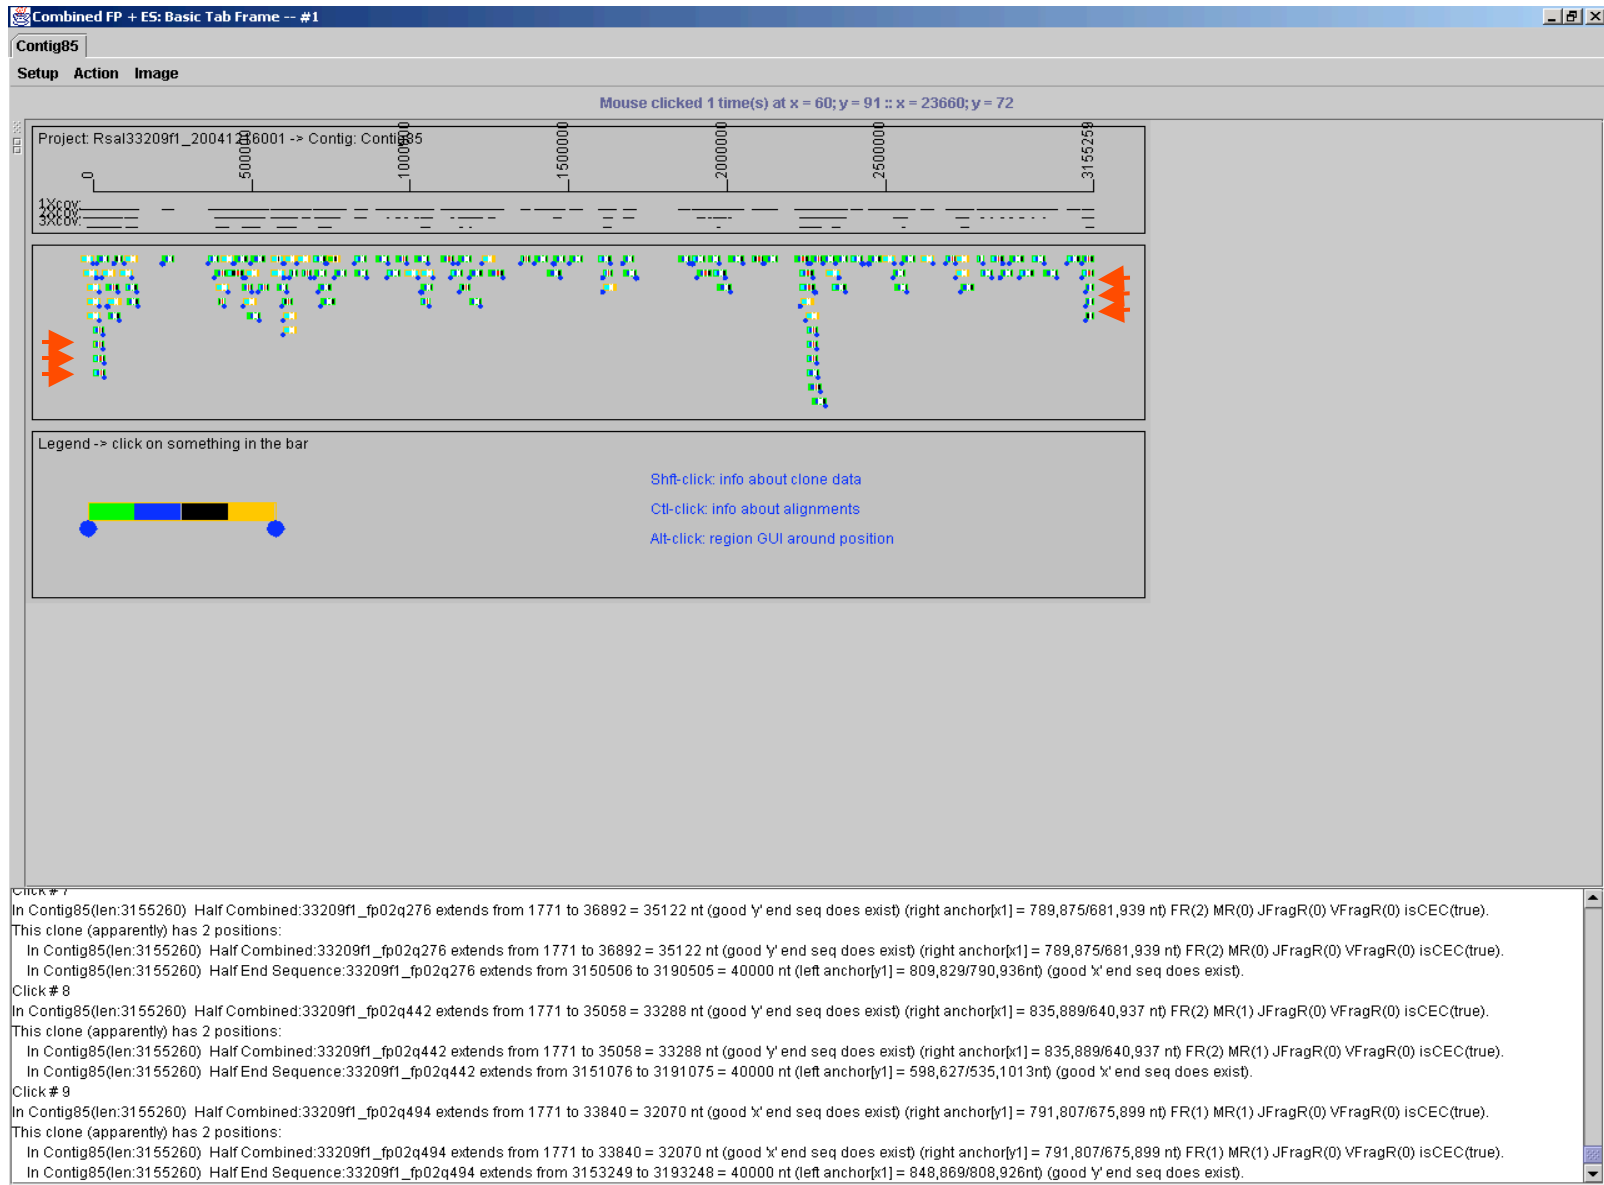 Combined FP + ES: Basic Tab Frame -- #1
Contig85
Setup Action Image
Mouse clicked 1 time(s) at x = 60; y = 91 :: x = 23660; y = 72
Project: Rsal33209f1_20041216001 -> Contig: Contig85
0 500000 1000000 1500000 2000000 2500000 3155259
1Xcov:
2Xcov:
3Xcov:
Legend -> click on something in the bar
Shft-click: info about clone data
Ctl-click: info about alignments
Alt-click: region GUI around position
Click # 7
In Contig85(len:3155260) Half Combined:33209f1_fp02q276 extends from 1771 to 36892 = 35122 nt (good 'y' end seq does exist) (right anchor[x1] = 789,875/681,939 nt) FR(2) MR(0) JFragR(0) VFragR(0) isCEC(true).
This clone (apparently) has 2 positions:
In Contig85(len:3155260) Half Combined:33209f1_fp02q276 extends from 1771 to 36892 = 35122 nt (good 'y' end seq does exist) (right anchor[x1] = 789,875/681,939 nt) FR(2) MR(0) JFragR(0) VFragR(0) isCEC(true).
In Contig85(len:3155260) Half End Sequence:33209f1_fp02q276 extends from 3150506 to 3190505 = 40000 nt (left anchor[y1] = 809,829/790,936nt) (good 'x' end seq does exist).
Click # 8
In Contig85(len:3155260) Half Combined:33209f1_fp02q442 extends from 1771 to 35058 = 33288 nt (good 'y' end seq does exist) (right anchor[x1] = 835,889/640,937 nt) FR(2) MR(1) JFragR(0) VFragR(0) isCEC(true).
This clone (apparently) has 2 positions:
In Contig85(len:3155260) Half Combined:33209f1_fp02q442 extends from 1771 to 35058 = 33288 nt (good 'y' end seq does exist) (right anchor[x1] = 835,889/640,937 nt) FR(2) MR(1) JFragR(0) VFragR(0) isCEC(true).
In Contig85(len:3155260) Half End Sequence:33209f1_fp02q442 extends from 3151076 to 3191075 = 40000 nt (left anchor[y1] = 598,627/535,1013nt) (good 'x' end seq does exist).
Click # 9
In Contig85(len:3155260) Half Combined:33209f1_fp02q494 extends from 1771 to 33840 = 32070 nt (good 'x' end seq does exist) (right anchor[y1] = 791,807/675,899 nt) FR(1) MR(1) JFragR(0) VFragR(0) isCEC(true).
This clone (apparently) has 2 positions:
In Contig85(len:3155260) Half Combined:33209f1_fp02q494 extends from 1771 to 33840 = 32070 nt (good 'x' end seq does exist) (right anchor[y1] = 791,807/675,899 nt) FR(1) MR(1) JFragR(0) VFragR(0) isCEC(true).
In Contig85(len:3155260) Half End Sequence:33209f1_fp02q494 extends from 3153249 to 3193248 = 40000 nt (left anchor[x1] = 848,869/808,926nt) (good 'y' end seq does exist).